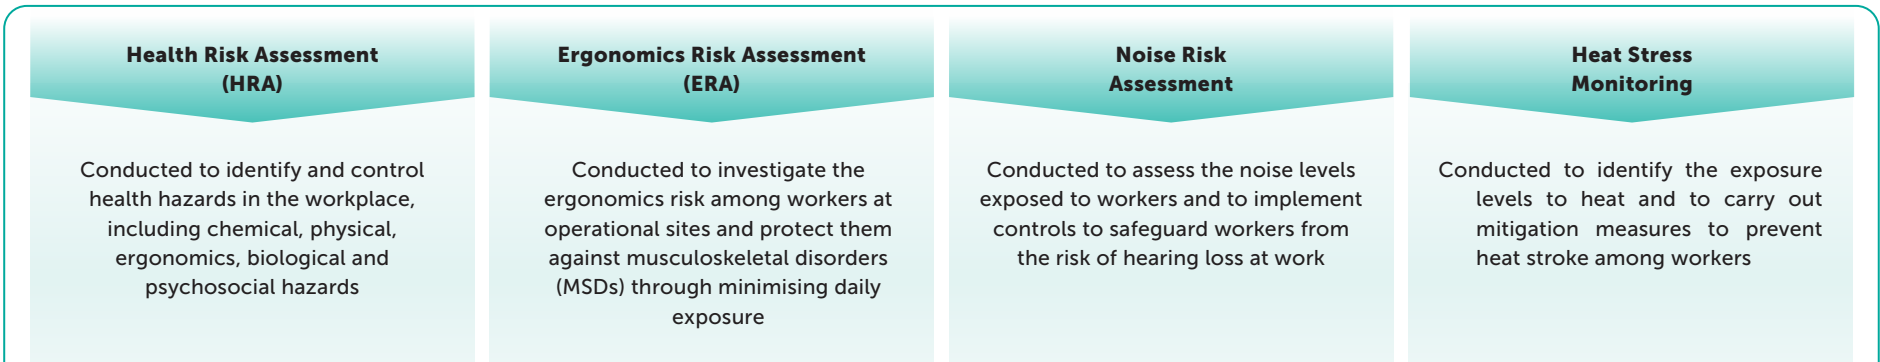 Health Risk Assessment
(HRA)
Conducted to identify and control
health hazards in the workplace,
including chemical, physical,
ergonomics, biological and
psychosocial hazards
Ergonomics Risk Assessment
(ERA)
Conducted to investigate the
ergonomics risk among workers at
operational sites and protect them
against musculoskeletal disorders
(MSDs) through minimising daily
exposure
Noise Risk
Assessment
Conducted to assess the noise levels
exposed to workers and to implement
controls to safeguard workers from
the risk of hearing loss at work
Heat Stress
Monitoring
Conducted to identify the exposure
levels to heat and to carry out
mitigation measures to prevent
heat stroke among workers